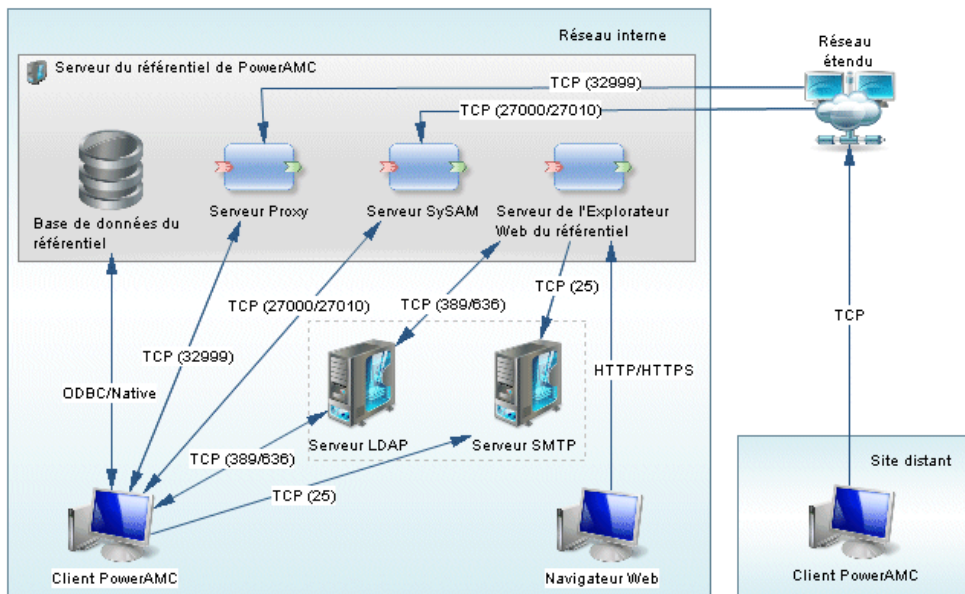 Réseau interne
Réseau
étendu
Serveur du référentiel de PowerAMC
TCP (32999)
TCP (27000/27010)
Base de données du
référentiel
Serveur Proxy
Serveur SySAM
Serveur de l'Explorateur
Web du référentiel
TCP (27000/27010)
TCP (389/636)
TCP (25)
TCP
TCP (32999)
HTTP/HTTPS
ODBC/Native
Serveur LDAP
Serveur SMTP
TCP (389/636)
TCP (25)
Site distant
Client PowerAMC
Navigateur Web
Client PowerAMC